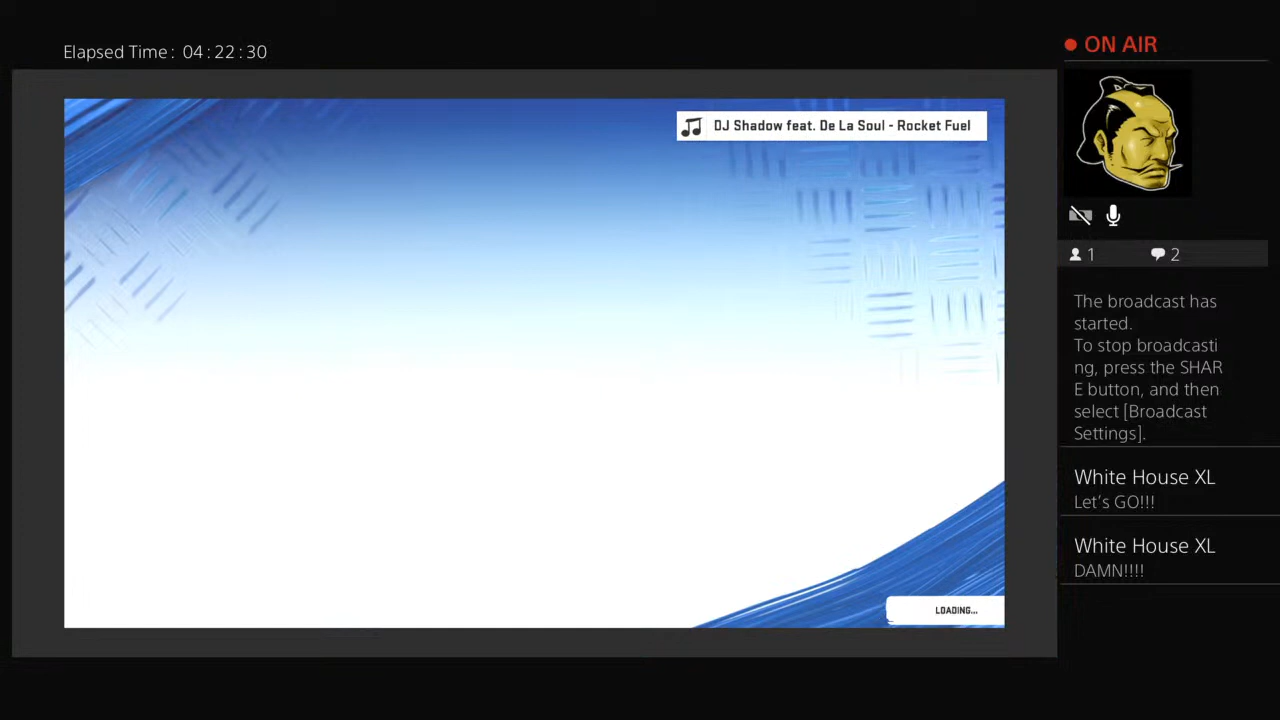 Elapsed Time: 04:22:30
ON AIR
DJ Shadow feat. De La Soul - Rocket Fuel
1 2
The broadcast has
started.
To stop broadcasti
ng, press the SHAR
E button, and then
select [Broadcast
Settings].
White House XL
Let's GO!!!
White House XL
DAMN!!!!
LOADING...